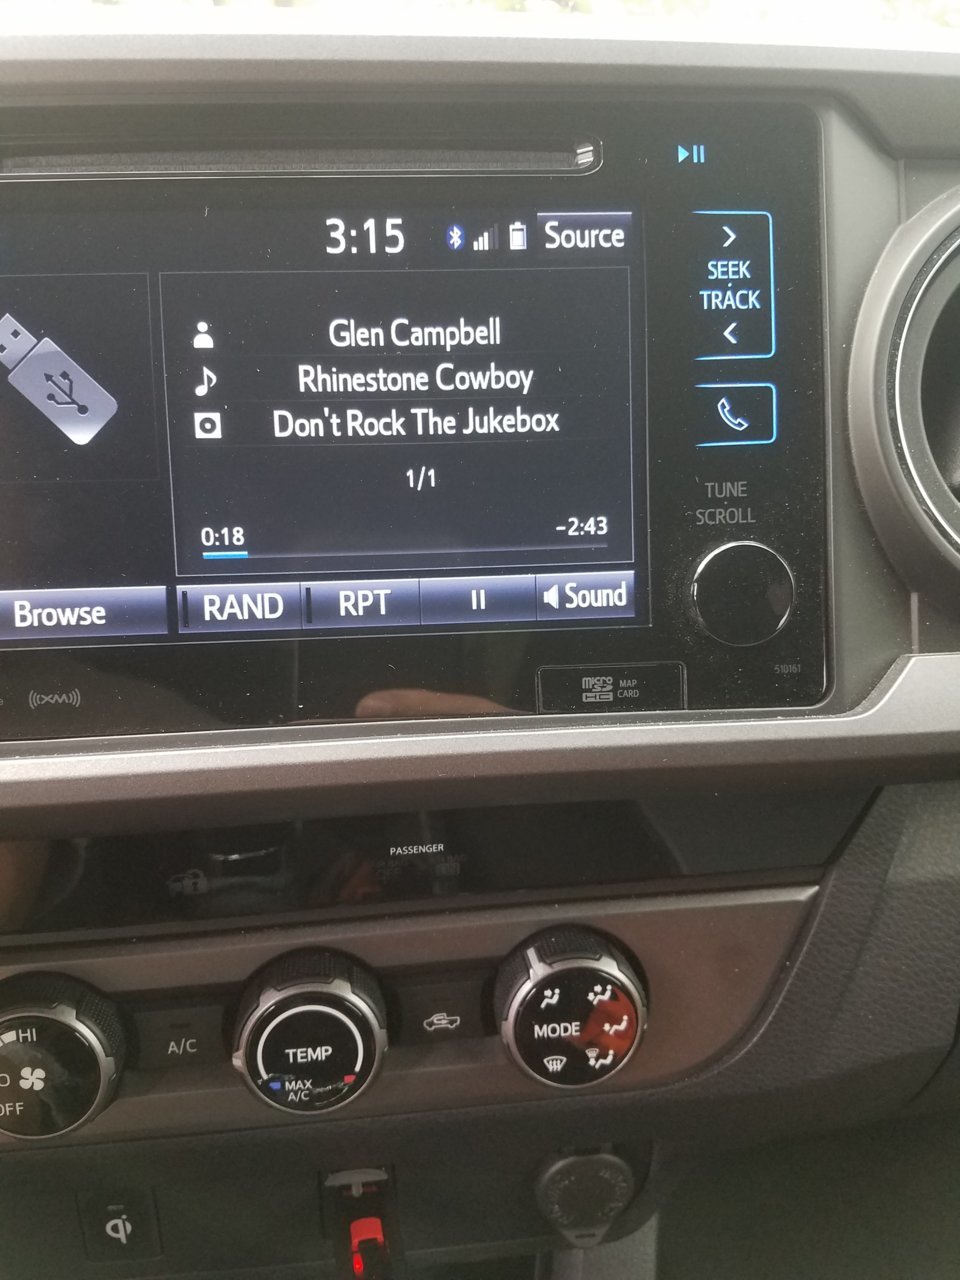 3:15
Source
Glen Campbell
Rhinestone Cowboy
Don't Rock The Jukebox
1/1
0:18
-2:43
Browse
RAND
RPT
Sound
SEEK
TRACK
TUNE
SCROLL
510161
XM
micro
SD
HC
MAP
CARD
PASSENGER
HI
OFF
A/C
TEMP
MAX
A/C
MODE